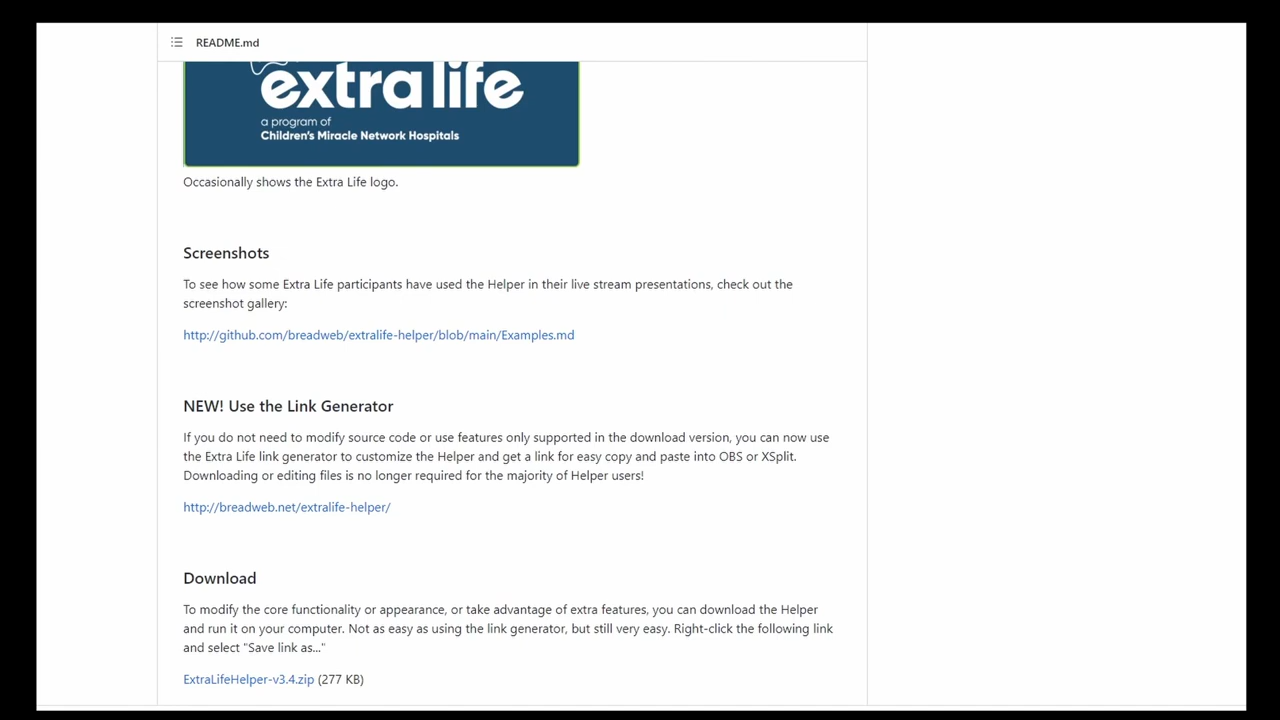 README.md
extra life
a program of
Children's Miracle Network Hospitals
Occasionally shows the Extra Life logo.
Screenshots
To see how some Extra Life participants have used the Helper in their live stream presentations, check out the
screenshot gallery:
http://github.com/breadweb/extralife-helper/blob/main/Examples.md
NEW! Use the Link Generator
If you do not need to modify source code or use features only supported in the download version, you can now use
the Extra Life link generator to customize the Helper and get a link for easy copy and paste into OBS or XSplit.
Downloading or editing files is no longer required for the majority of Helper users!
http://breadweb.net/extralife-helper/
Download
To modify the core functionality or appearance, or take advantage of extra features, you can download the Helper
and run it on your computer. Not as easy as using the link generator, but still very easy. Right-click the following link
and select "Save link as..."
ExtraLifeHelper-v3.4.zip (277 KB)